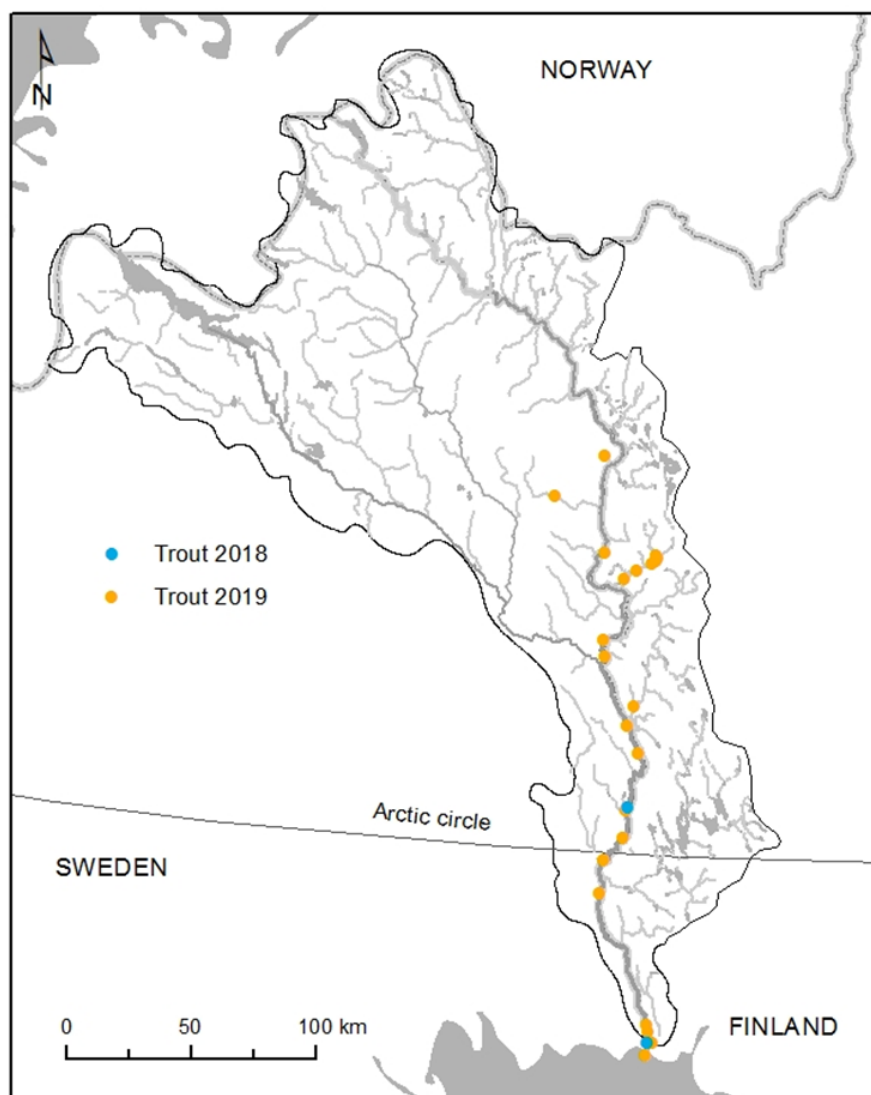 NORWAY
N
Trout 2018
Trout 2019
Arctic circle
SWEDEN
0 50 100 km
FINLAND